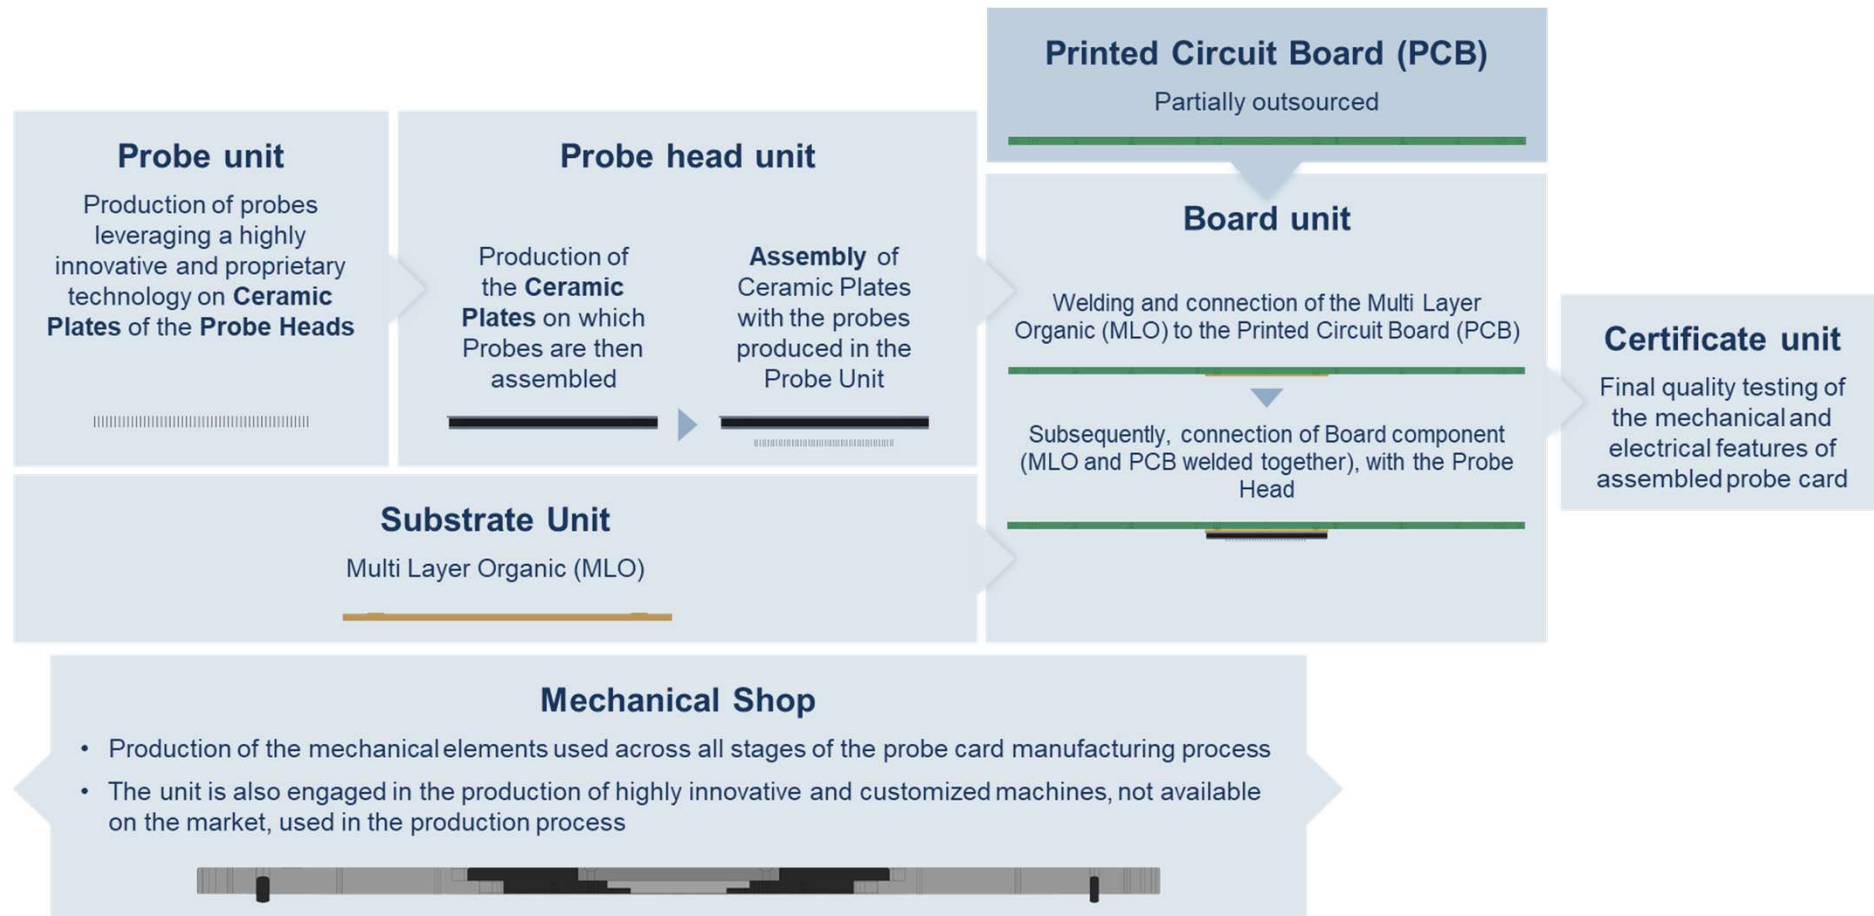 Printed Circuit Board (PCB)
Partially outsourced
Probe unit
Production of probes
leveraging a highly
innovative and proprietary
technology on Ceramic
Plates of the Probe Heads
Probe head unit
Production of
the Ceramic
Plates on which
Probes are then
assembled
Assembly of
Ceramic Plates
with the probes
produced in the
Probe Unit
Board unit
Welding and connection of the Multi Layer
Organic (MLO) to the Printed Circuit Board (PCB)
Subsequently, connection of Board component
(MLO and PCB welded together), with the Probe
Head
Certificate unit
Final quality testing of
the mechanical and
electrical features of
assembled probe card
Substrate Unit
Multi Layer Organic (MLO)
Mechanical Shop
• Production of the mechanical elements used across all stages of the probe card manufacturing process
• The unit is also engaged in the production of highly innovative and customized machines, not available
on the market, used in the production process